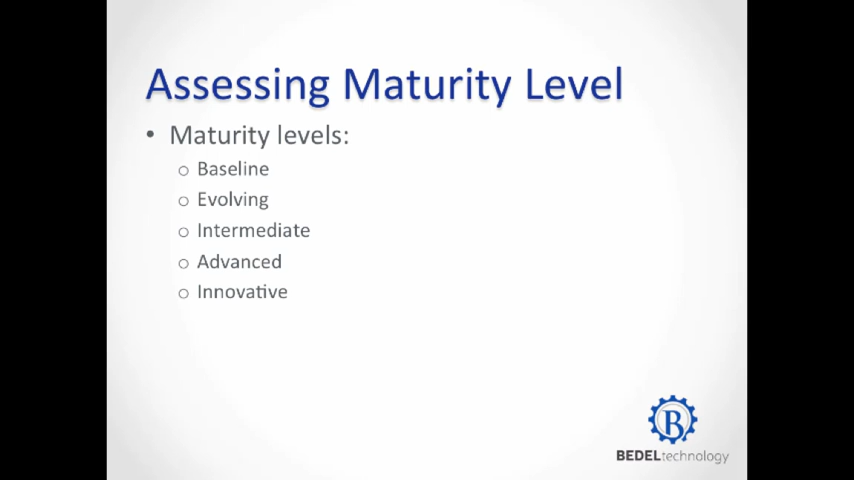 Assessing Maturity Level
• Maturity levels:
○ Baseline
○ Evolving
○ Intermediate
○ Advanced
○ Innovative
B
BEDELtechnology